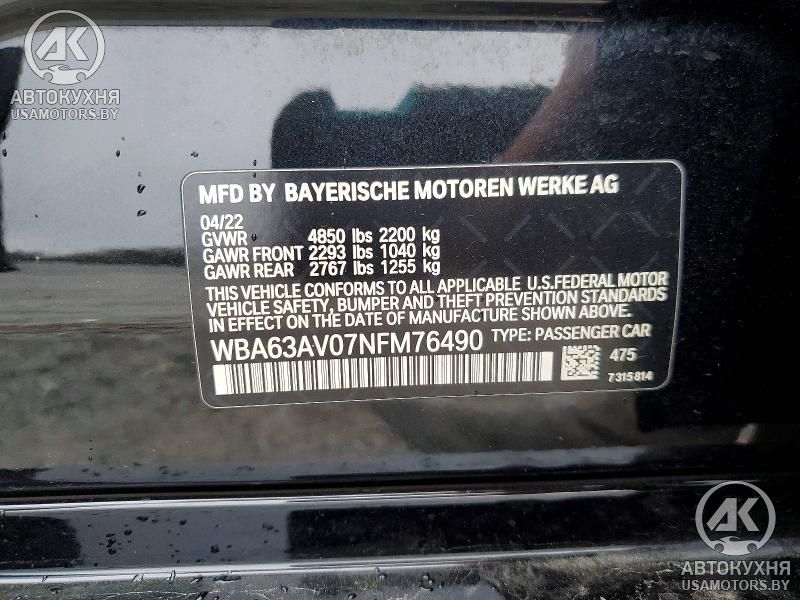 AK
АВТОКУХНЯ
USAMOTORS.BY
MFD BY BAYERISCHE MOTOREN WERKE AG
04/22
GVWR 4850 lbs 2200 kg
GAWR FRONT 2293 lbs 1040 kg
GAWR REAR 2767 lbs 1255 kg
THIS VEHICLE CONFORMS TO ALL APPLICABLE U.S.FEDERAL MOTOR
VEHICLE SAFETY, BUMPER AND THEFT PREVENTION STANDARDS
IN EFFECT ON THE DATE OF MANUFACTURE SHOWN ABOVE.
WBA63AV07NFM76490 TYPE: PASSENGER CAR
475
7315814
AK
АВТОКУХНЯ
USAMOTORS.BY